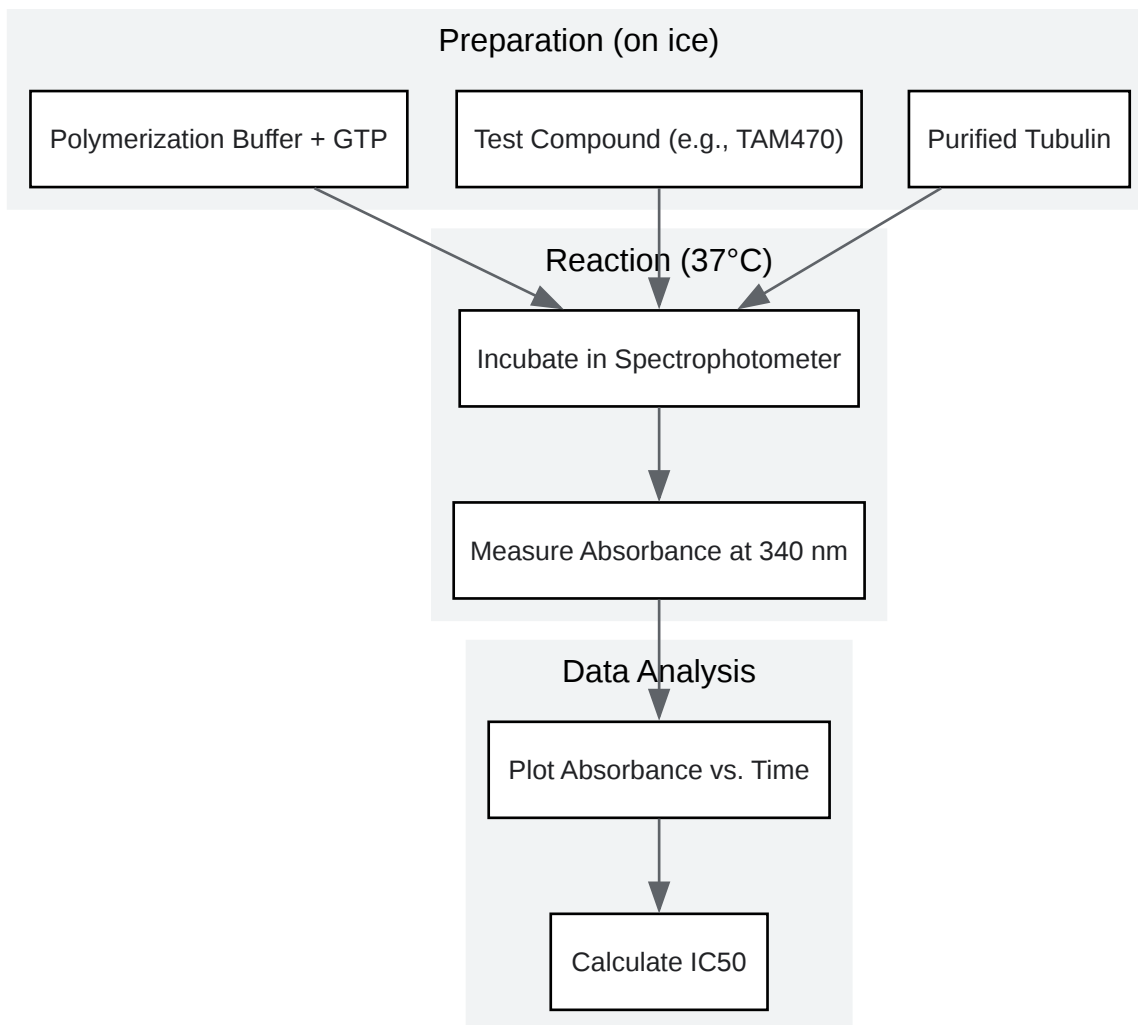 Preparation (on ice)
Polymerization Buffer + GTP
Test Compound (e.g., TAM470)
Purified Tubulin
Reaction (37°C)
Incubate in Spectrophotometer
Measure Absorbance at 340 nm
Data Analysis
Plot Absorbance vs. Time
Calculate IC50